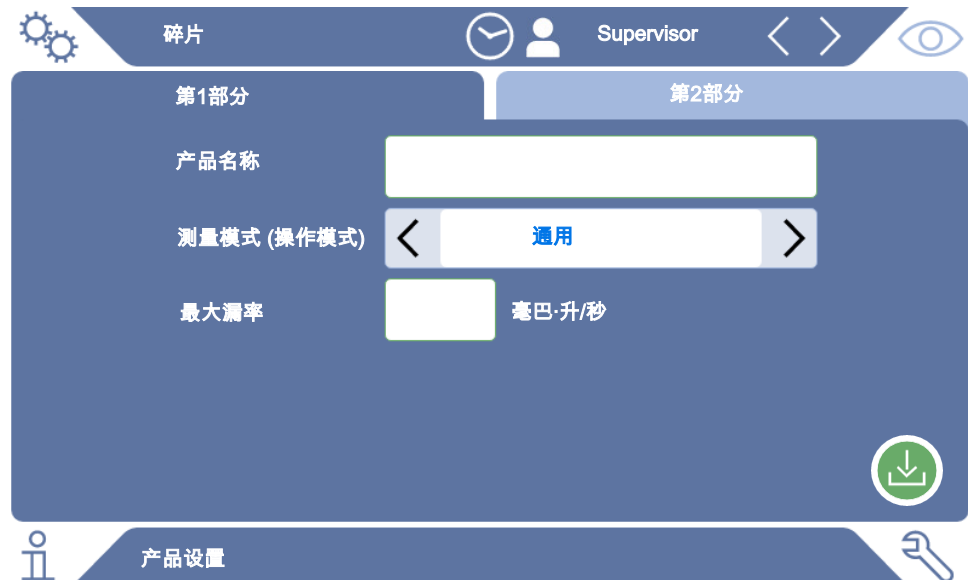 碎片
Supervisor
第1部分
第2部分
产品名称
测量模式 (操作模式)
通用
最大漏率
毫巴·升/秒
产品设置